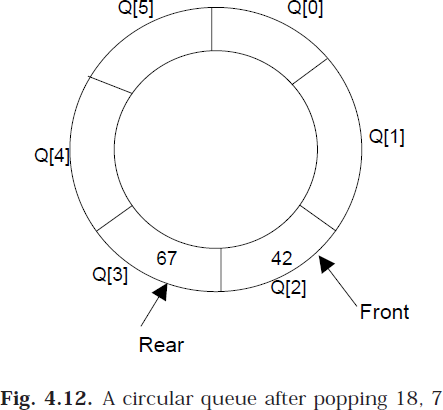 Q[5] Q[0]
Q[4] Q[1]
67 42
Q[3] Q[2]
Front
Rear
Fig. 4.12. A circular queue after popping 18, 7